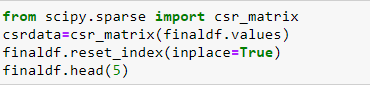 from scipy.sparse import csr_matrix
csrdata=csr_matrix(finaldf.values)
finaldf.reset_index(inplace=True)
finaldf.head(5)